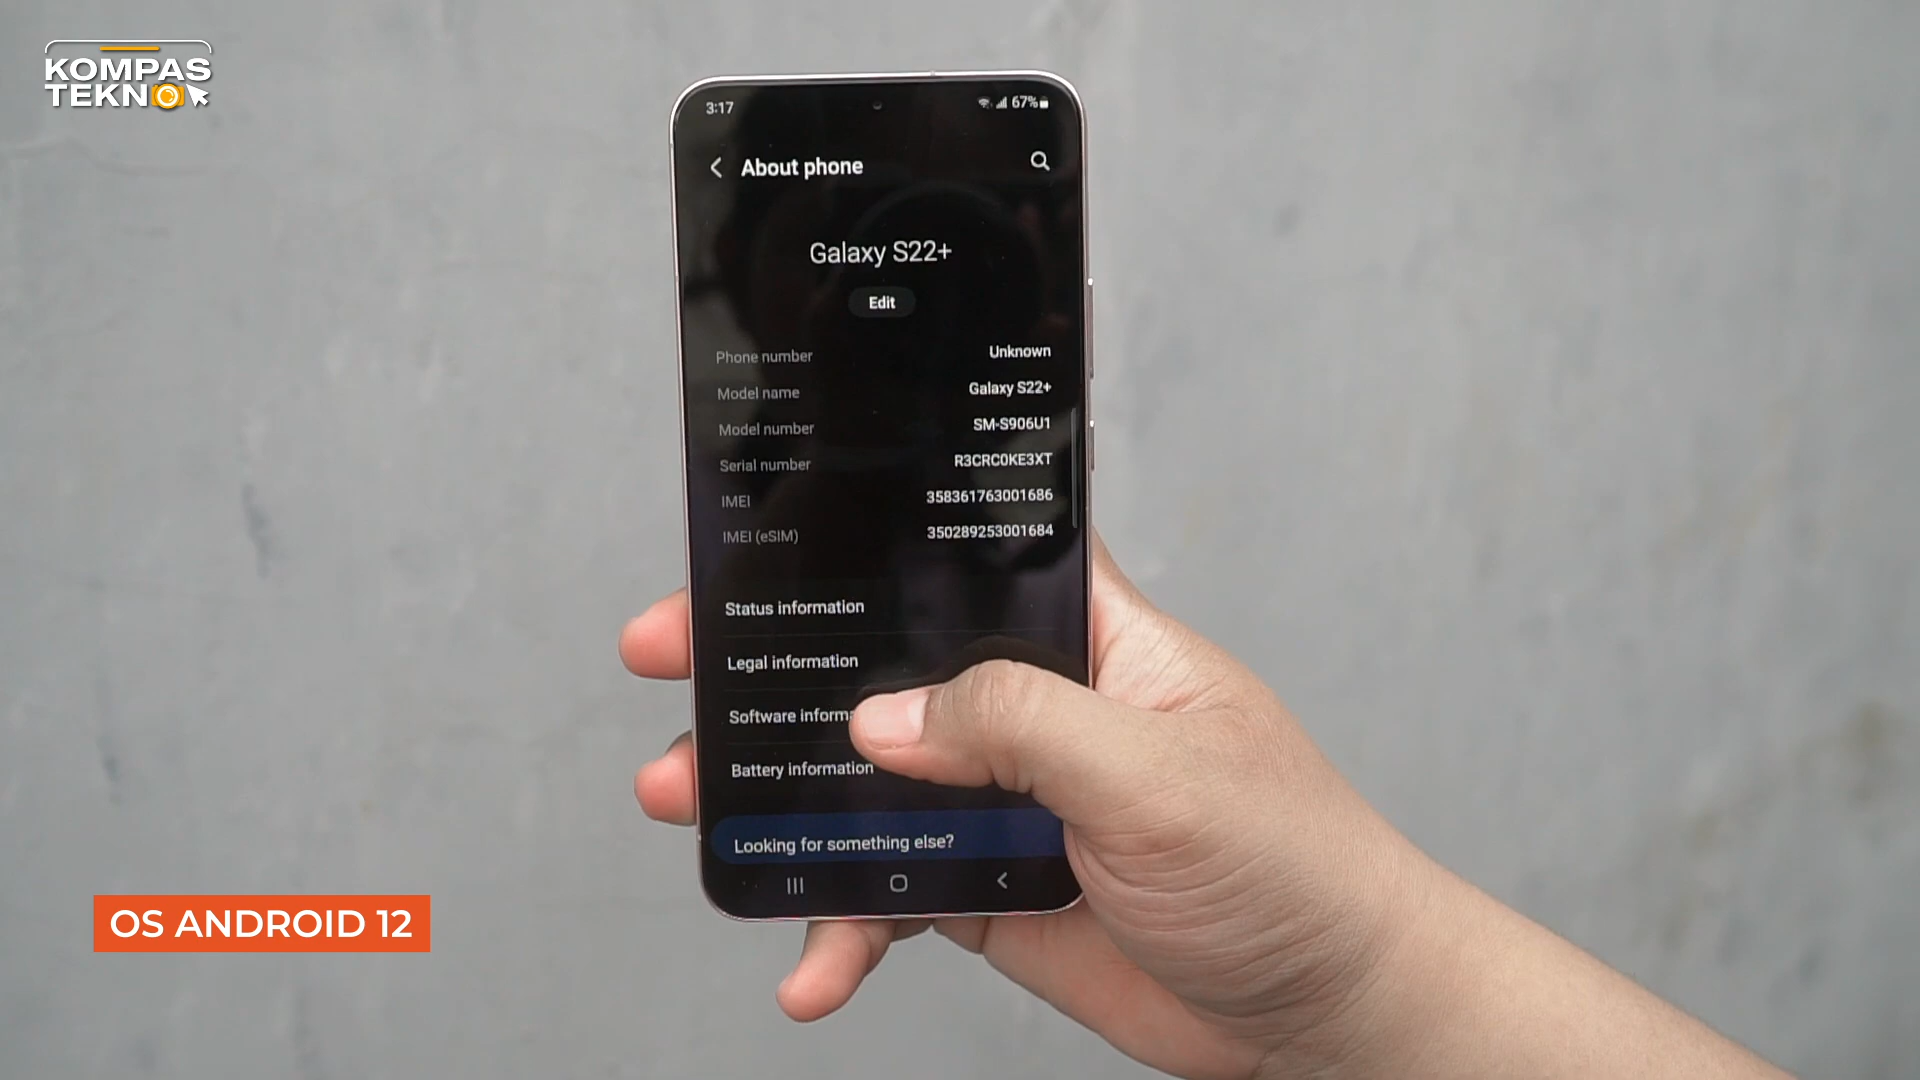 KOMPAS
TEKNO
3:17
67%
About phone
Galaxy S22+
Edit
Phone number Unknown
Model name Galaxy S22+
Model number SM-S906U1
Serial number R3CRC0KE3XT
IMEI 358361763001686
IMEI (eSIM) 350289253001684
Status information
Legal information
Software informa
Battery information
Looking for something else?
OS ANDROID 12